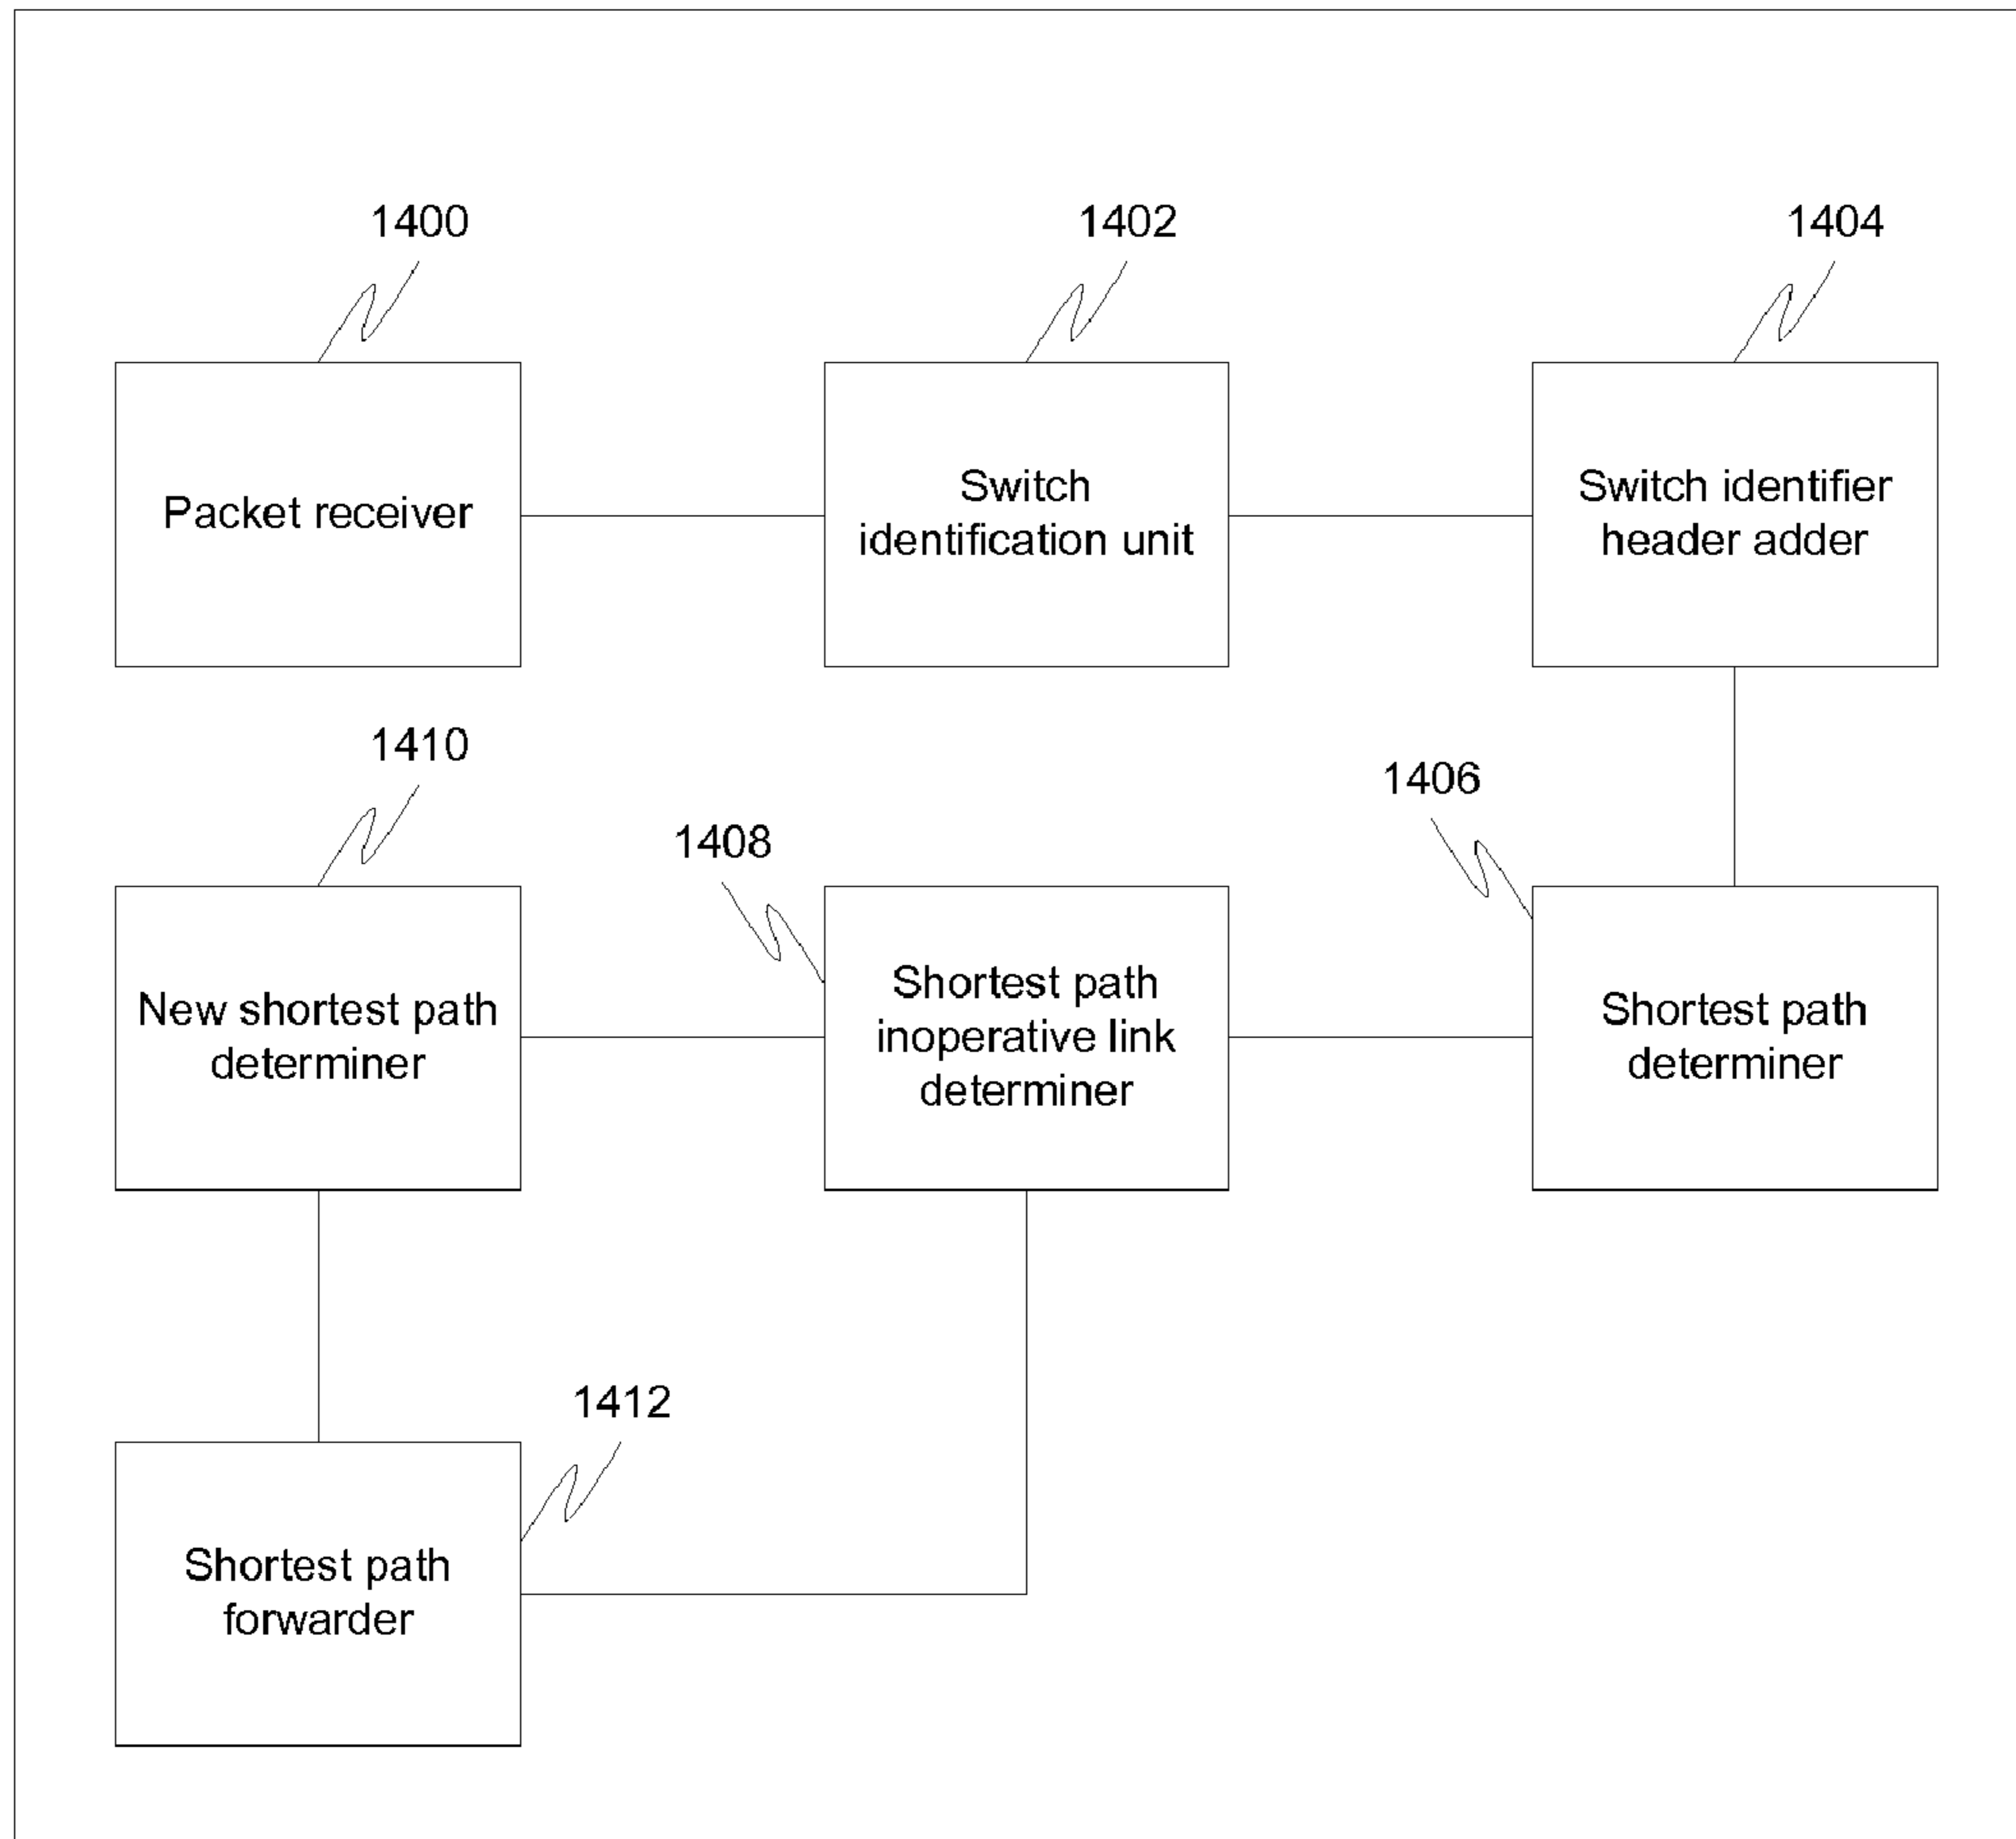 1400
1402
1404
Packet receiver
Switch
identification unit
Switch identifier
header adder
1410
1408
1406
New shortest path
determiner
Shortest path
inoperative link
determiner
Shortest path
determiner
1412
Shortest path
forwarder